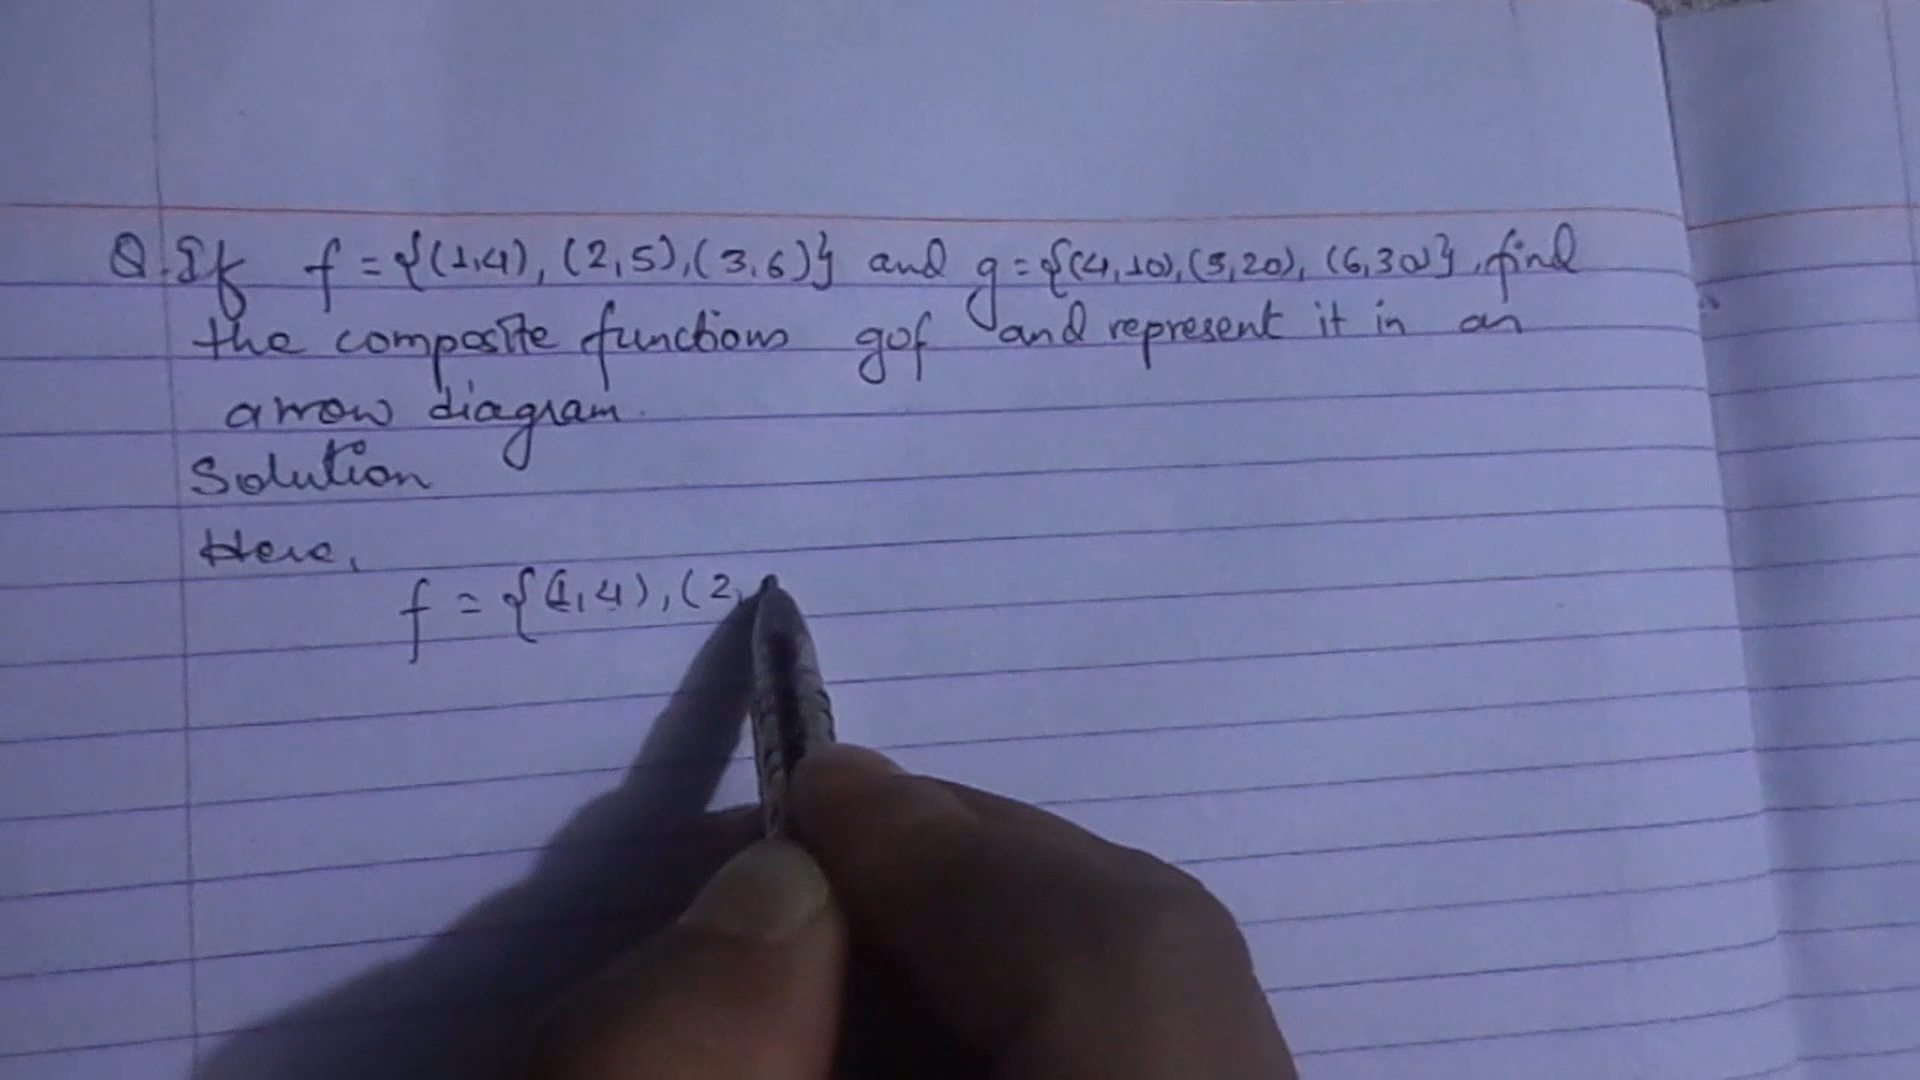 Q. If f = {(1,4), (2,5), (3,6)} and g = {(4,10), (5,20), (6,30)}, find
the composite functions gof and represent it in an
arrow diagram.
Solution
Here,
f = {(1,4), (2,